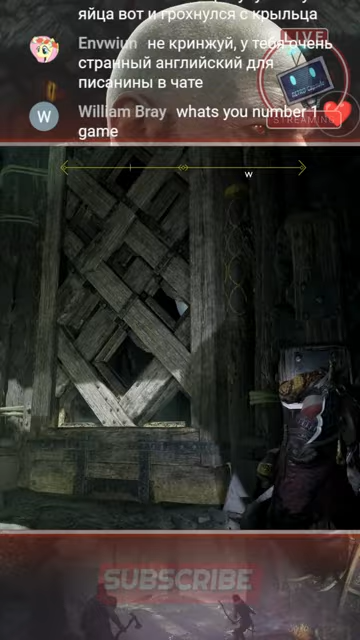 яйца вот и грохнулся с крыльца
Envwiun не кринжуй, у тебя очень
странный английский для
писанины в чате
William Bray whats you number 1
game
LIVE
STREAMING
W
W
SUBSCRIBE